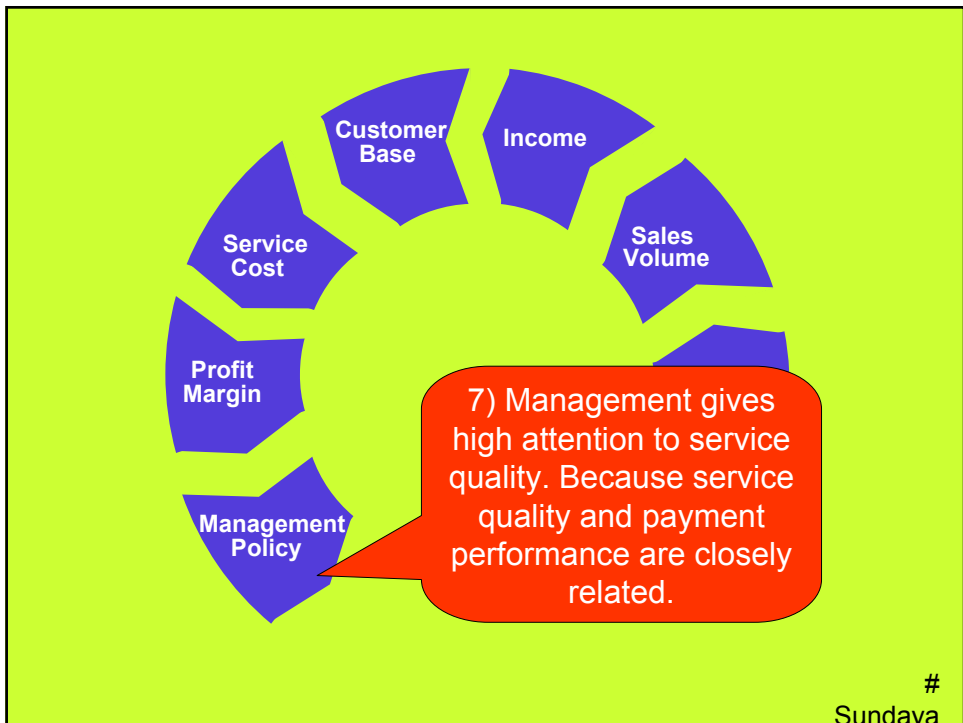 Customer
Base
Income
Service
Cost
Sales
Volume
Profit
Margin
7) Management gives
high attention to service
quality. Because service
quality and payment
performance are closely
related.
Management
Policy
#
Sundaya